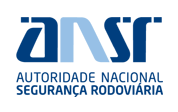 ansr
AUTORIDADE NACIONAL
SEGURANÇA RODOVIÁRIA